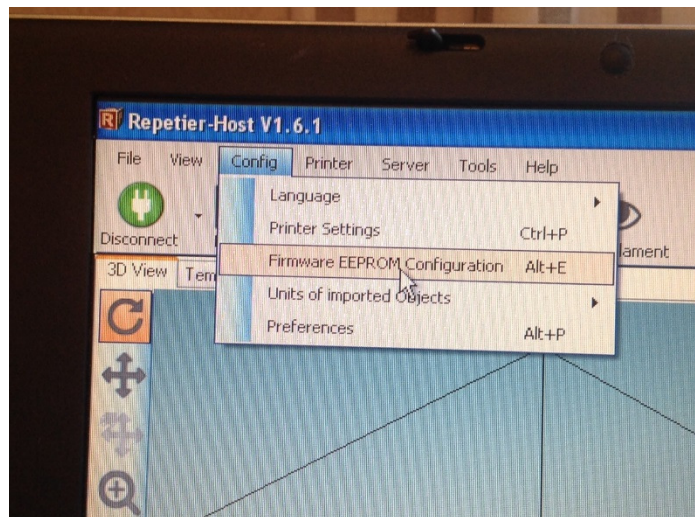 R Repetier-Host V1.6.1
File View Config Printer Server Tools Help
Language
Printer Settings Ctrl+P
Disconnect
Firmware EEPROM Configuration Alt+E
3D View Tem
Units of imported Objects
Preferences Alt+P